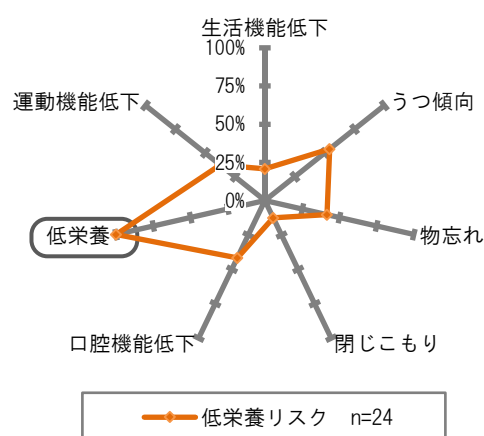 生活機能低下
100%
75%
50%
25%
0%
うつ傾向
物忘れ
閉じこもり
口腔機能低下
低栄養
運動機能低下
低栄養リスク n=24